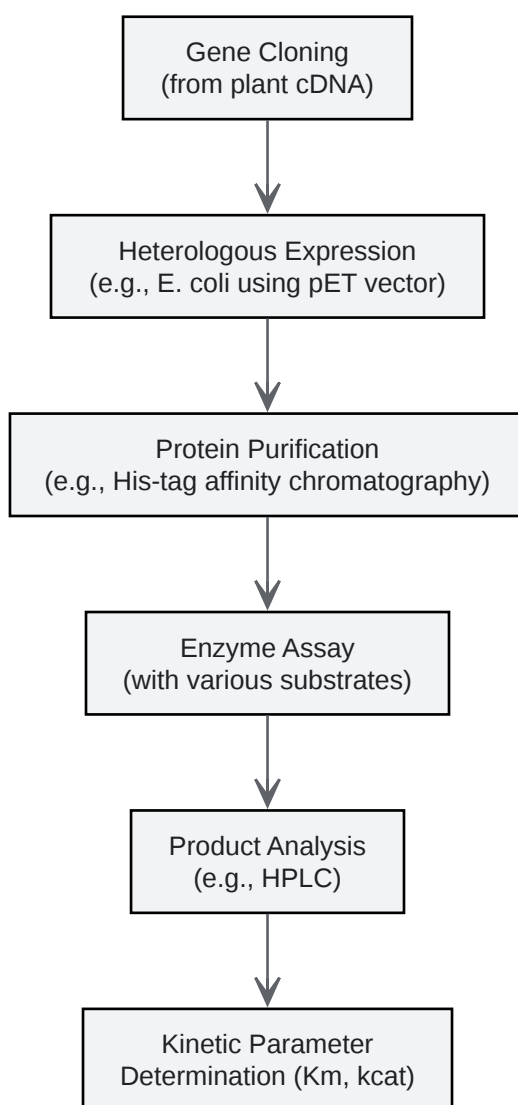 Gene Cloning
(from plant cDNA)
Heterologous Expression
(e.g., E. coli using pET vector)
Protein Purification
(e.g., His-tag affinity chromatography)
Enzyme Assay
(with various substrates)
Product Analysis
(e.g., HPLC)
Kinetic Parameter
Determination (Km, kcat)